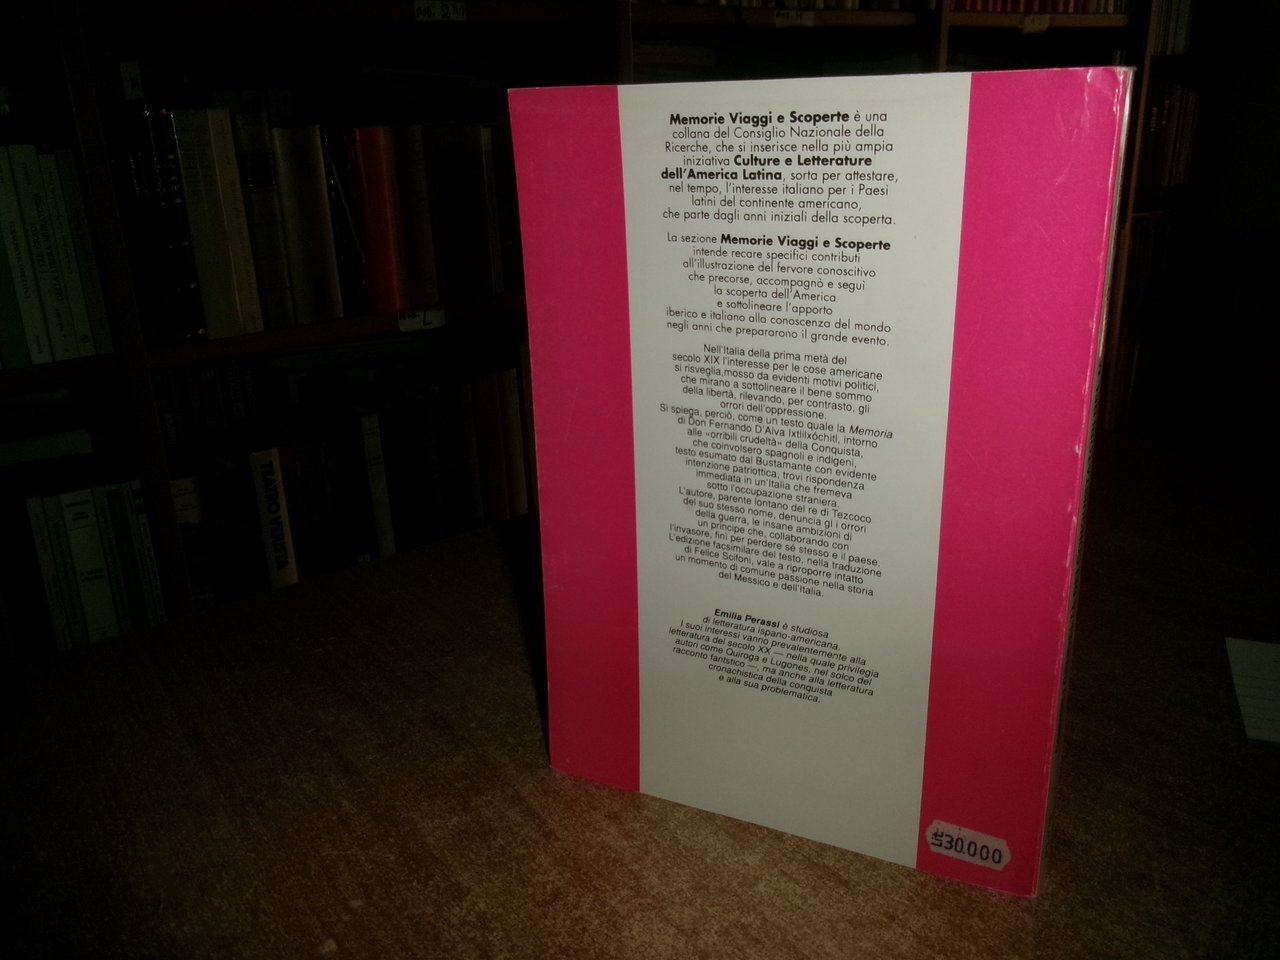 Memorie Viaggi e Scoperte è una
collana del Consiglio Nazionale della
Ricerche, che si inserisce nella più ampia
iniziativa Culture e Letterature
dell'America Latina, sorta per attestare,
nel tempo, l'interesse italiano per i Paesi
latini del continente americano,
che parte dagli anni iniziali della scoperta.
La sezione Memorie Viaggi e Scoperte
intende recare specifici contributi
all'illustrazione del fervore conoscitivo
che precorse, accompagnò e seguì
la scoperta dell'America
e sottolineare l'apporto
iberico e italiano alla conoscenza del mondo
negli anni che prepararono il grande evento.
Nell'Italia della prima metà del
secolo XIX l'interesse per le cose americane
si risveglia,mosso da evidenti motivi politici,
che mirano a sottolineare il bene sommo
della libertà, rilevando, per contrasto, gli
orrori dell'oppressione.
Si spiega, perciò, come un testo quale la Memoria
di Don Fernando D'Alva Ixtlilxóchitl, intorno
alle «orribili crudeltà» della Conquista,
che coinvolsero spagnoli e indigeni,
testo esumato dal Bustamante con evidente
intenzione patriottica, trovi rispondenza
immediata in un'Italia che fremeva
sotto l'occupazione straniera.
L'autore, parente lontano del re di Tezcoco
del suo stesso nome, denuncia gl i orrori
della guerra, le insane ambizioni di
un principe che, collaborando con
l'invasore, finì per perdere sé stesso e il paese.
L'edizione facsimilare del testo, nella traduzione
di Felice Scifoni, vale a riproporre intatto
un momento di comune passione nella storia
del Messico e dell'Italia.
Emilia Perassi è studiosa
di letteratura ispano-americana.
I suoi interessi vanno prevalentemente alla
letteratura del secolo XX — nella quale privilegia
autori come Quiroga e Lugones, nel solco del
racconto fantstico —, ma anche alla letteratura
cronachistica della conquista
e alla sua problematica.
30.000
TEATRO VERISTA